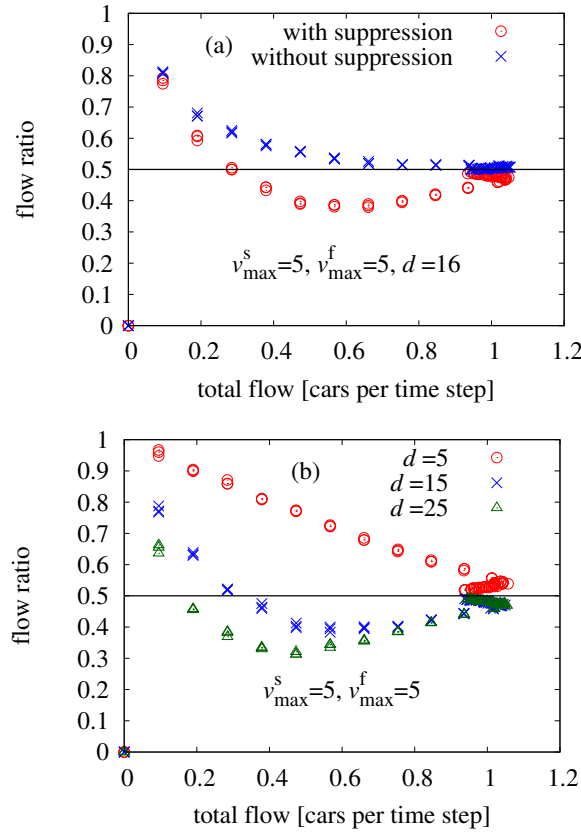 1
0.9
0.8
0.7
0.6
0.5
0.4
0.3
0.2
0.1
0
(a)
with suppression
without suppression
flow ratio
v^s_max=5, v^f_max=5, d =16
0 0.2 0.4 0.6 0.8 1 1.2
total flow [cars per time step]
1
0.9
0.8
0.7
0.6
0.5
0.4
0.3
0.2
0.1
0
(b)
d =5
d =15
d =25
flow ratio
v^s_max=5, v^f_max=5
0 0.2 0.4 0.6 0.8 1 1.2
total flow [cars per time step]